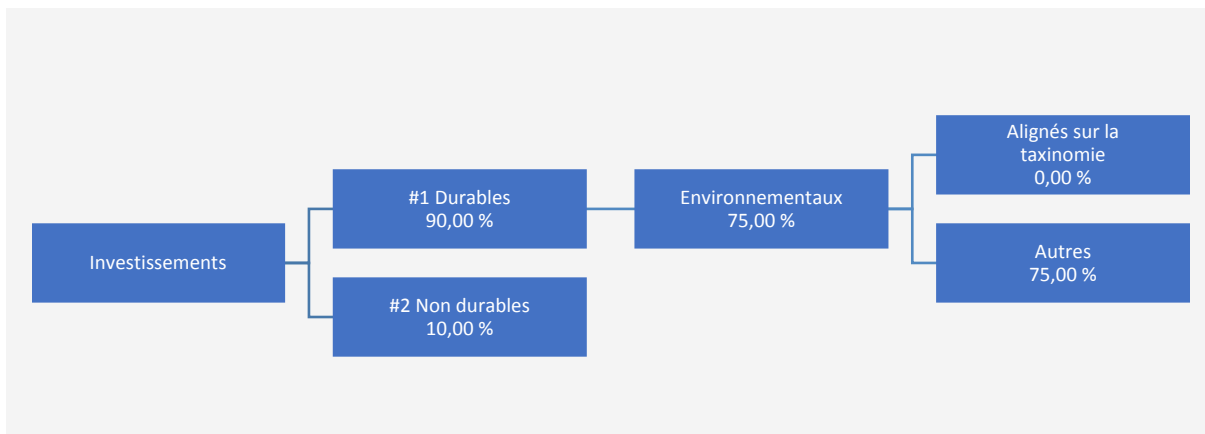 Investissements
#1 Durables
90,00 %
#2 Non durables
10,00 %
Environnementaux
75,00 %
Alignés sur la
taxinomie
0,00 %
Autres
75,00 %